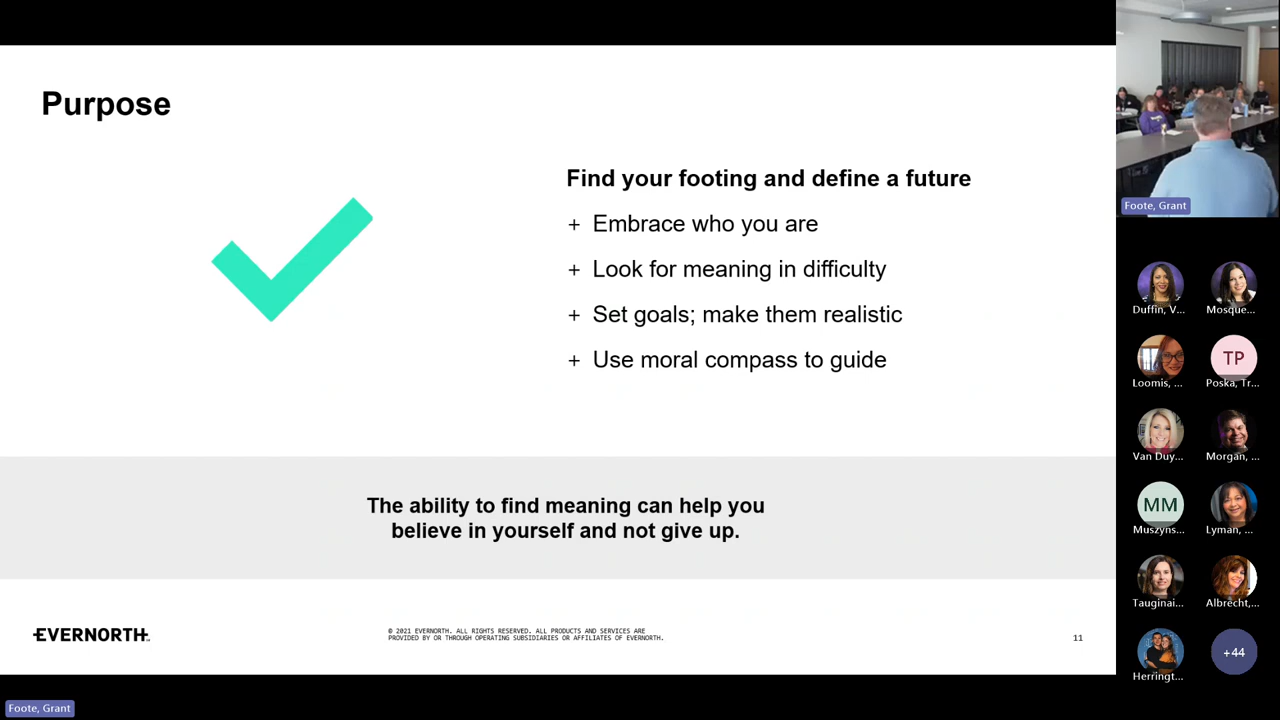 Purpose
Find your footing and define a future
+ Embrace who you are
+ Look for meaning in difficulty
+ Set goals; make them realistic
+ Use moral compass to guide
The ability to find meaning can help you
believe in yourself and not give up.
EVERNORTH
© 2021 EVERNORTH. ALL RIGHTS RESERVED. ALL PRODUCTS AND SERVICES ARE
PROVIDED BY OR THROUGH OPERATING SUBSIDIARIES OR AFFILIATES OF EVERNORTH.
11
Foote, Grant
Foote, Grant
Duffin, V...
Mosque...
Loomis, ...
TP
Poska, Tr...
Van Duy...
Morgan, ...
MM
Muszyns...
Lyman, ...
Tauginai...
Albrecht,...
Herringt...
+44